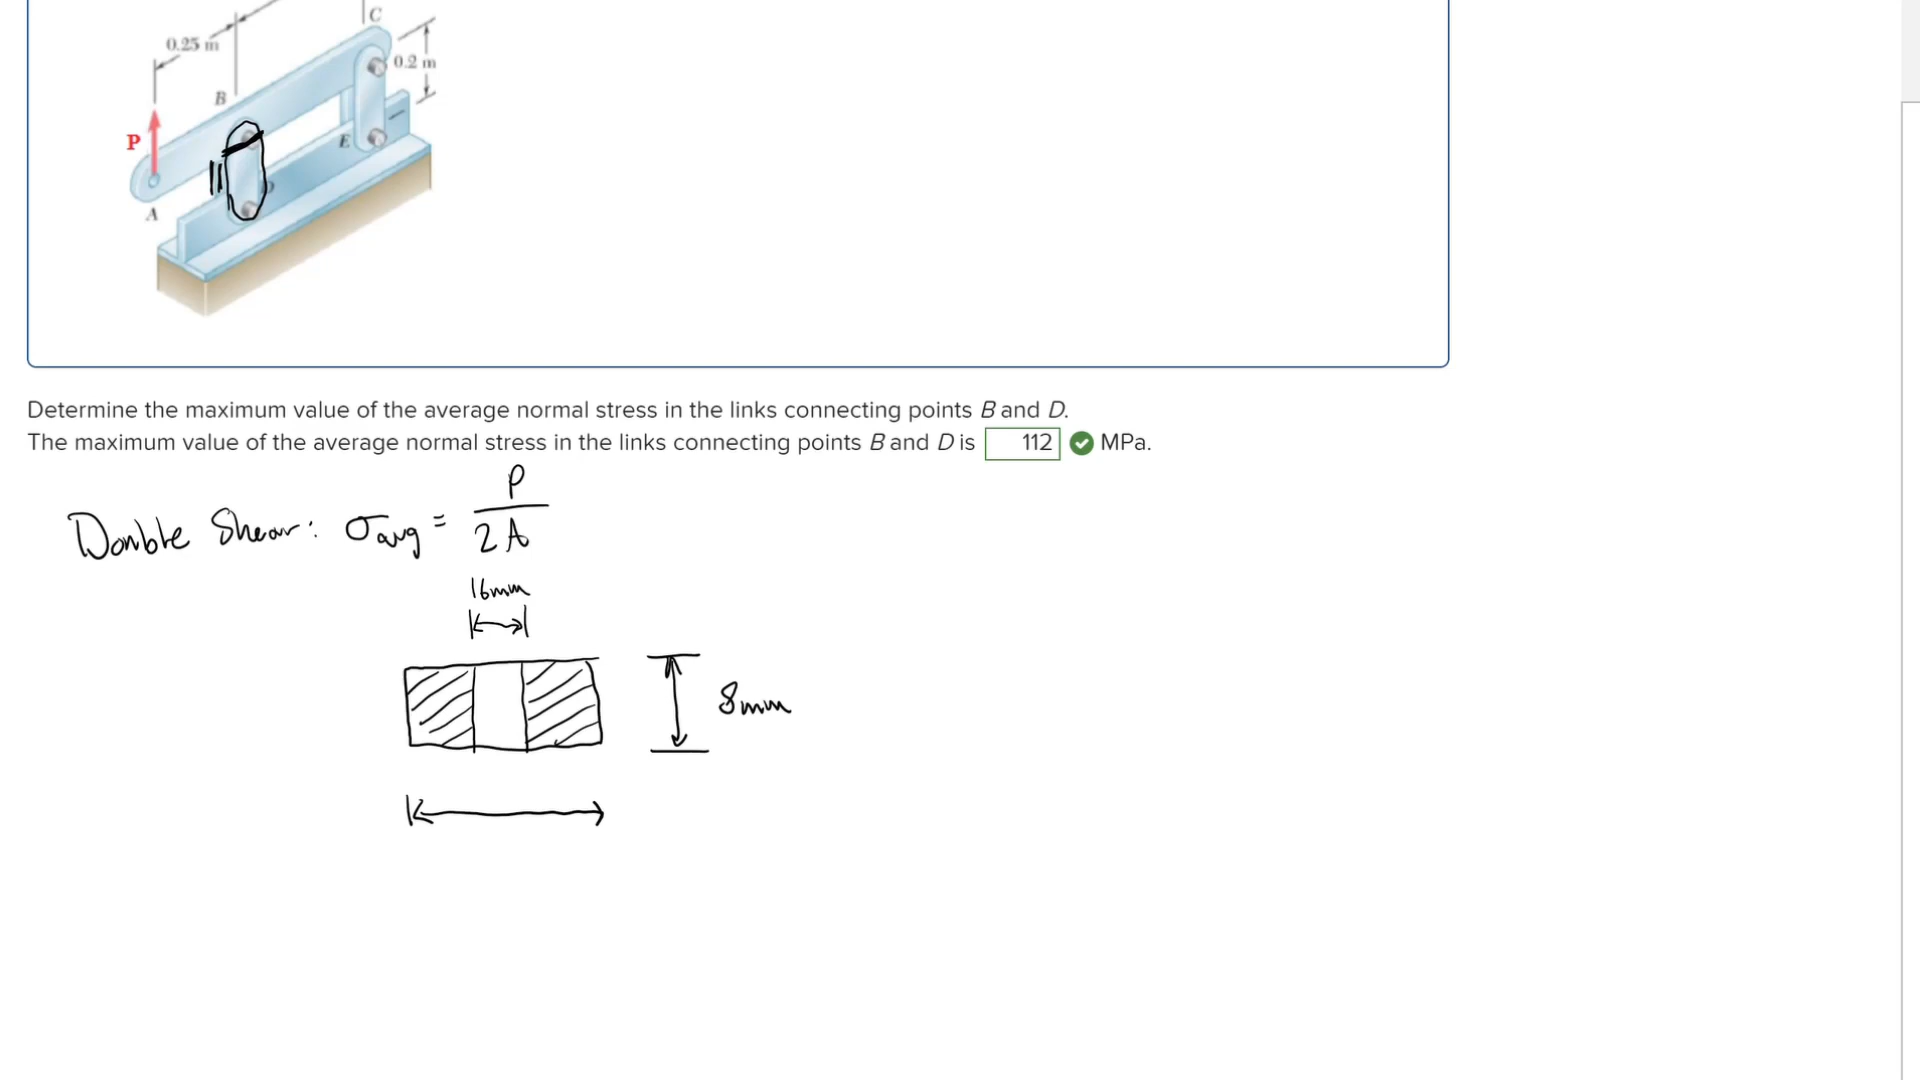 C
0.25 m
0.2 m
B
P
E
D
A
Determine the maximum value of the average normal stress in the links connecting points B and D.
The maximum value of the average normal stress in the links connecting points B and D is 112 MPa.
Double Shear: σavg = P / 2A
16mm
8mm